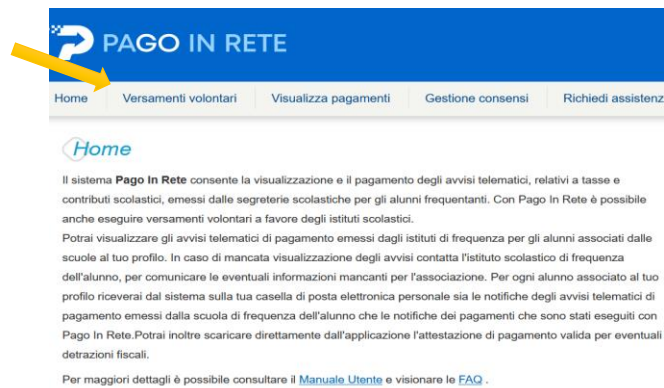 PAGO IN RETE
Home Versamenti volontari Visualizza pagamenti Gestione consensi Richiedi assistenz
Home
Il sistema Pago In Rete consente la visualizzazione e il pagamento degli avvisi telematici, relativi a tasse e
contributi scolastici, emessi dalle segreterie scolastiche per gli alunni frequentanti. Con Pago In Rete è possibile
anche eseguire versamenti volontari a favore degli istituti scolastici.
Potrai visualizzare gli avvisi telematici di pagamento emessi dagli istituti di frequenza per gli alunni associati dalle
scuole al tuo profilo. In caso di mancata visualizzazione degli avvisi contatta l'istituto scolastico di frequenza
dell'alunno, per comunicare le eventuali informazioni mancanti per l'associazione. Per ogni alunno associato al tuo
profilo riceverai dal sistema sulla tua casella di posta elettronica personale sia le notifiche degli avvisi telematici di
pagamento emessi dalla scuola di frequenza dell'alunno che le notifiche dei pagamenti che sono stati eseguiti con
Pago In Rete.Potrai inoltre scaricare direttamente dall'applicazione l'attestazione di pagamento valida per eventuali
detrazioni fiscali.
Per maggiori dettagli è possibile consultare il Manuale Utente e visionare le FAQ .